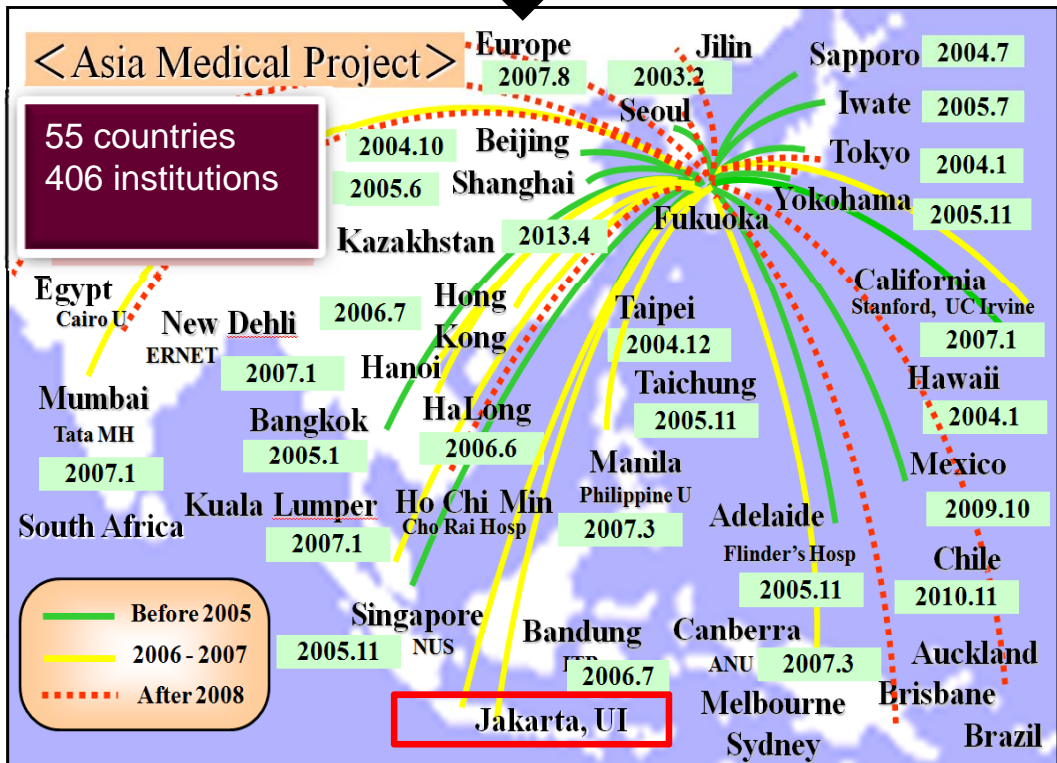 <Asia Medical Project>
55 countries
406 institutions
Europe
2007.8
Jilin
2003.2
Seoul
Sapporo
2004.7
Iwate
2005.7
Tokyo
2004.1
Yokohama
2005.11
2004.10
Beijing
2005.6
Shanghai
Fukuoka
Kazakhstan
2013.4
California
Stanford, UC Irvine
2007.1
Hawaii
2004.1
Egypt
Cairo U
New Dehli
ERNET
2007.1
2006.7
Hong
Kong
Hanoi
Taipei
2004.12
Taichung
2005.11
Mumbai
Tata MH
2007.1
Bangkok
2005.1
HaLong
2006.6
Manila
Philippine U
2007.3
Mexico
2009.10
South Africa
Kuala Lumper
2007.1
Ho Chi Min
Cho Rai Hosp
Adelaide
Flinder's Hosp
2005.11
Chile
2010.11
Before 2005
2006 - 2007
After 2008
Singapore
NUS
2005.11
Bandung
2006.7
Canberra
ANU
2007.3
Auckland
Brisbane
Brazil
Melbourne
Sydney
Jakarta, UI